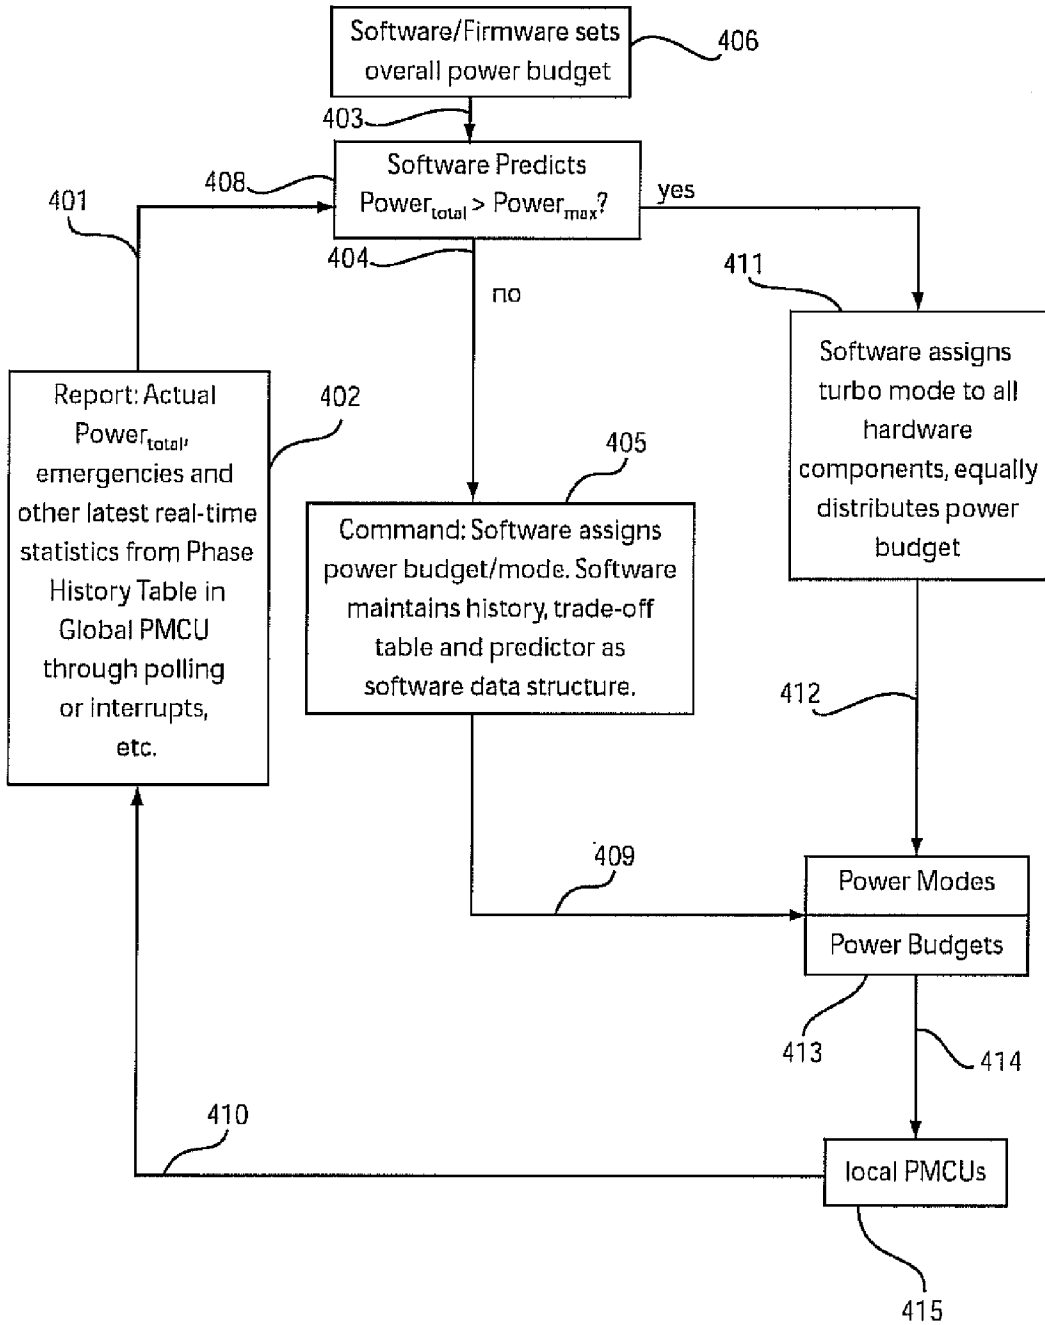 Software/Firmware sets
overall power budget
406
403
Software Predicts
Power_total > Power_max?
408
yes
401
404
no
411
Software assigns
turbo mode to all
hardware
components, equally
distributes power
budget
Report: Actual
Power_total,
emergencies and
other latest real-time
statistics from Phase
History Table in
Global PMCU
through polling
or interrupts,
etc.
402
405
Command: Software assigns
power budget/mode. Software
maintains history, trade-off
table and predictor as
software data structure.
412
409
Power Modes
Power Budgets
413
414
410
local PMCUs
415